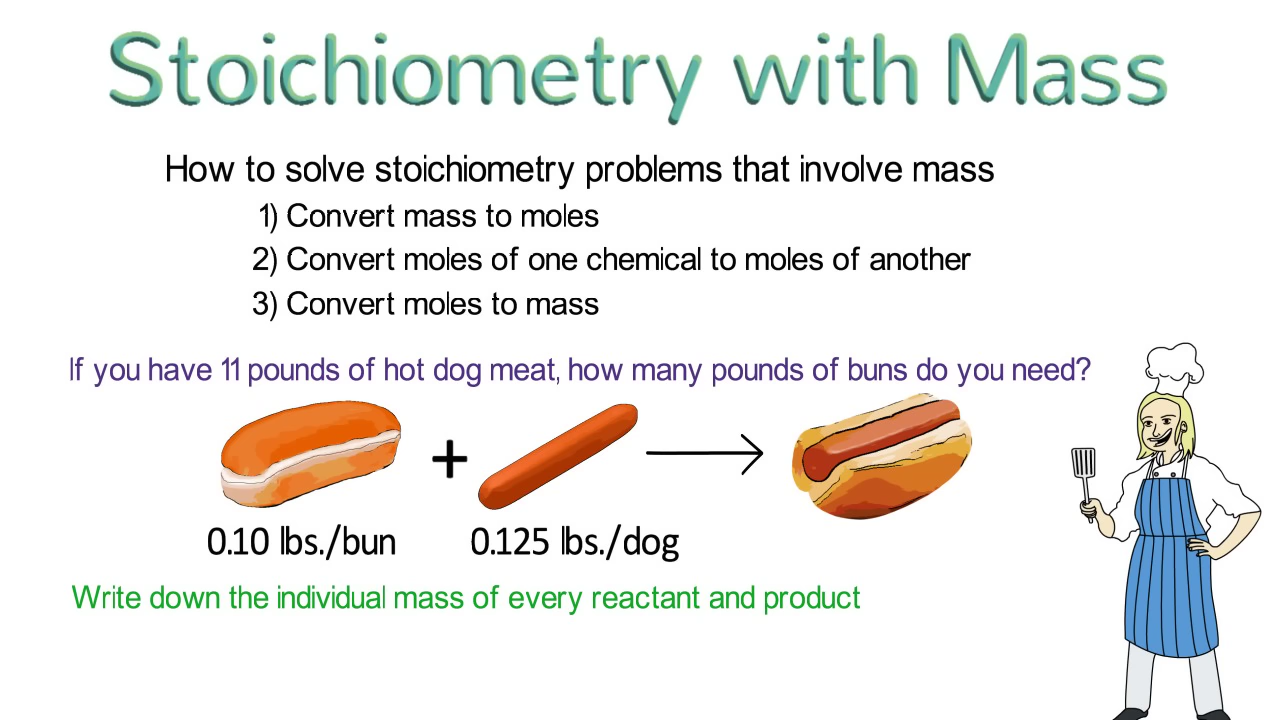 Stoichiometry with Mass
How to solve stoichiometry problems that involve mass
1) Convert mass to moles
2) Convert moles of one chemical to moles of another
3) Convert moles to mass
If you have 11 pounds of hot dog meat, how many pounds of buns do you need?
+
0.10 lbs./bun 0.125 lbs./dog
Write down the individual mass of every reactant and product